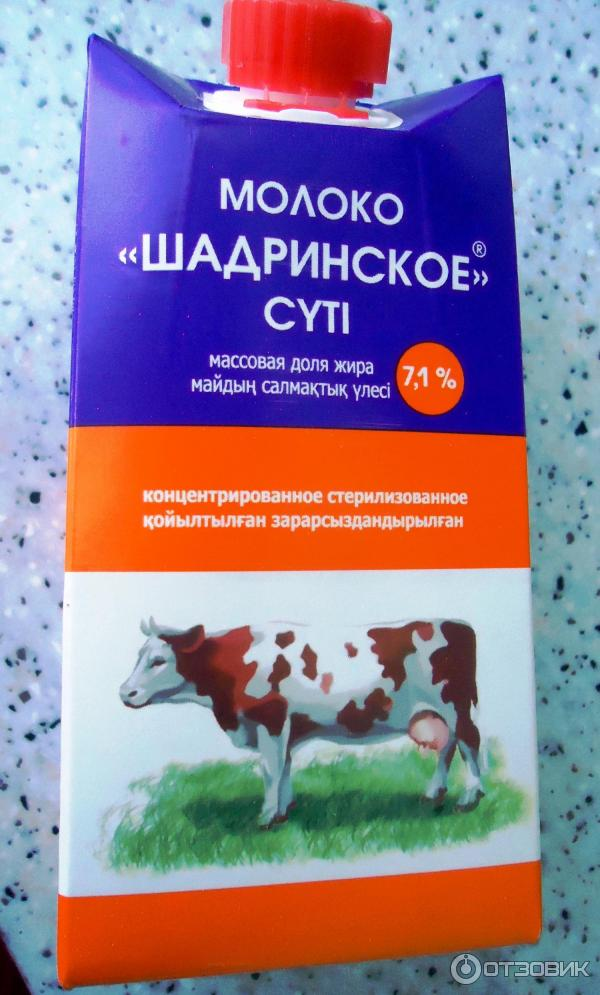 МОЛОКО
«ШАДРИНСКОЕ»®
СҮТІ
массовая доля жира
майдың салмақтық үлесі
7,1 %
концентрированное стерилизованное
қойылтылған зарарсыздандырылған
ОТЗОВИК